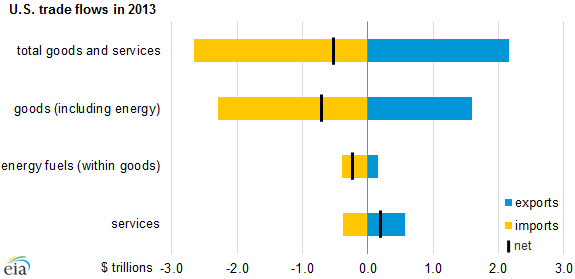 U.S. trade flows in 2013
total goods and services
goods (including energy)
energy fuels (within goods)
services
exports
imports
net
eia
$ trillions -3.0 -2.0 -1.0 0.0 1.0 2.0 3.0